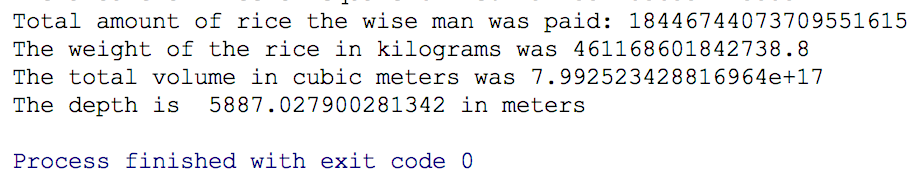 Total amount of rice the wise man was paid: 18446744073709551615
The weight of the rice in kilograms was 461168601842738.8
The total volume in cubic meters was 7.992523428816964e+17
The depth is  5887.027900281342 in meters
Process finished with exit code 0